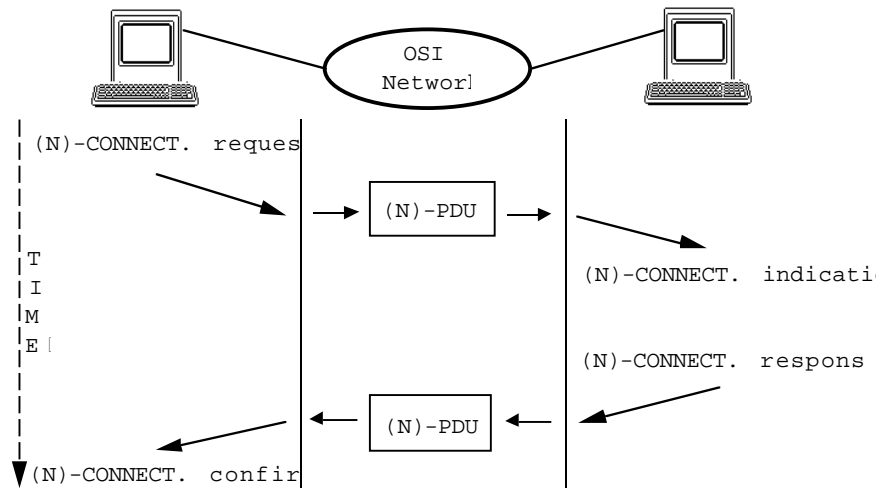 OSI
Networ
(N)-CONNECT. reques
(N)-PDU
T
I
M
E
(N)-CONNECT. indicati
(N)-CONNECT. respons
(N)-PDU
(N)-CONNECT. confir